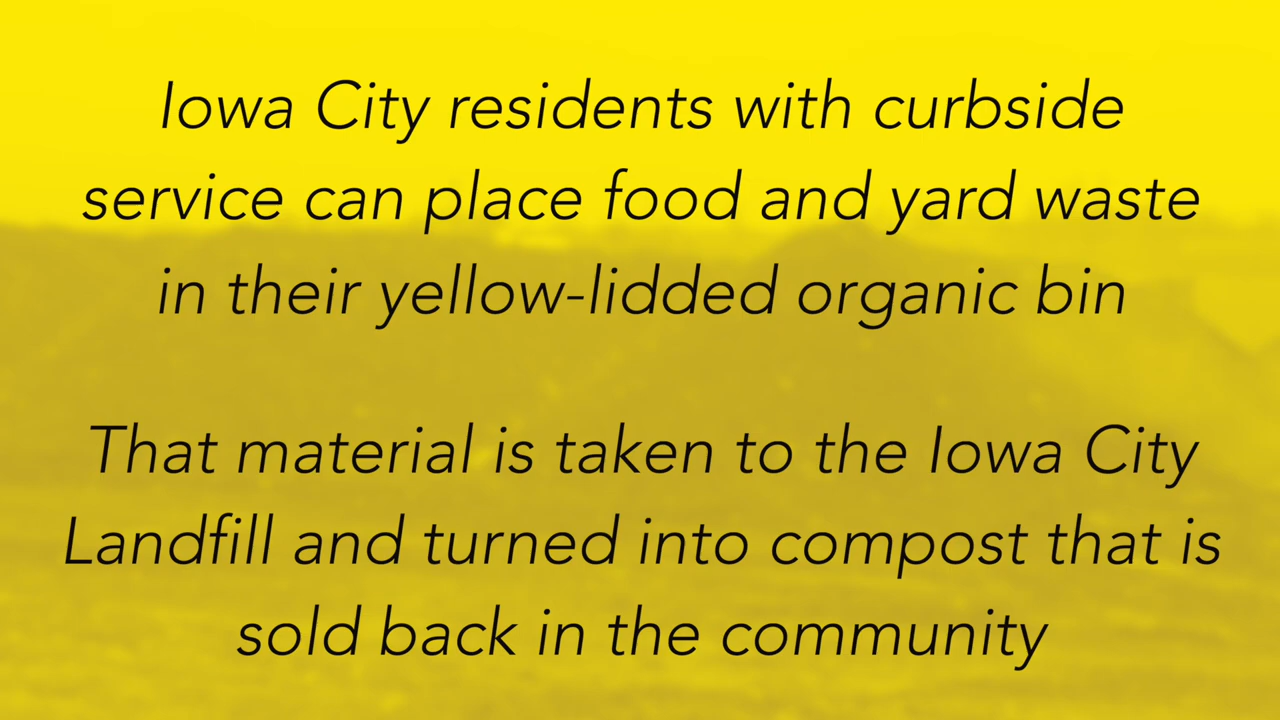 Iowa City residents with curbside
service can place food and yard waste
in their yellow-lidded organic bin
That material is taken to the Iowa City
Landfill and turned into compost that is
sold back in the community